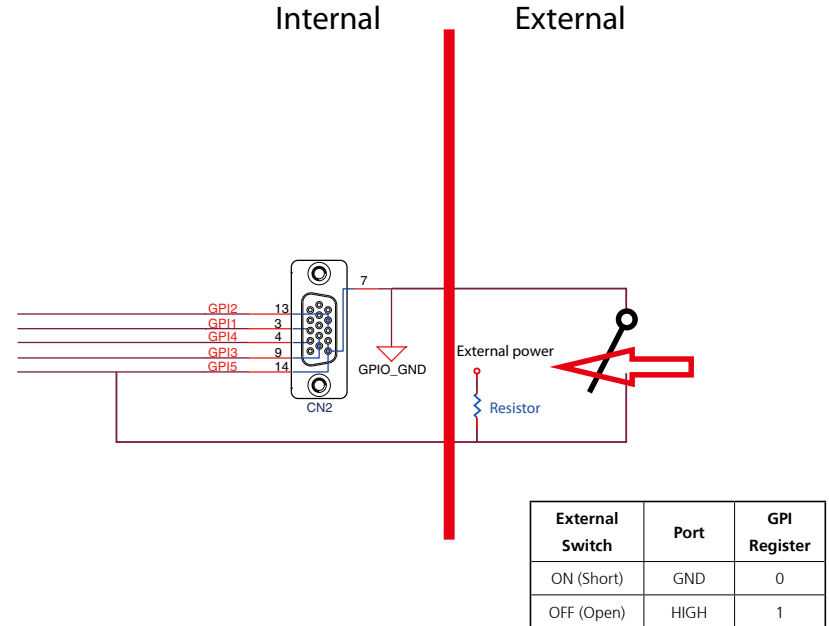 Internal
External
7
GPI2 13
GPI1 3
GPI4 4
GPI3 9
GPI5 14
CN2
GPIO_GND
External power
Resistor
External Switch Port GPI Register
ON (Short) GND 0
OFF (Open) HIGH 1